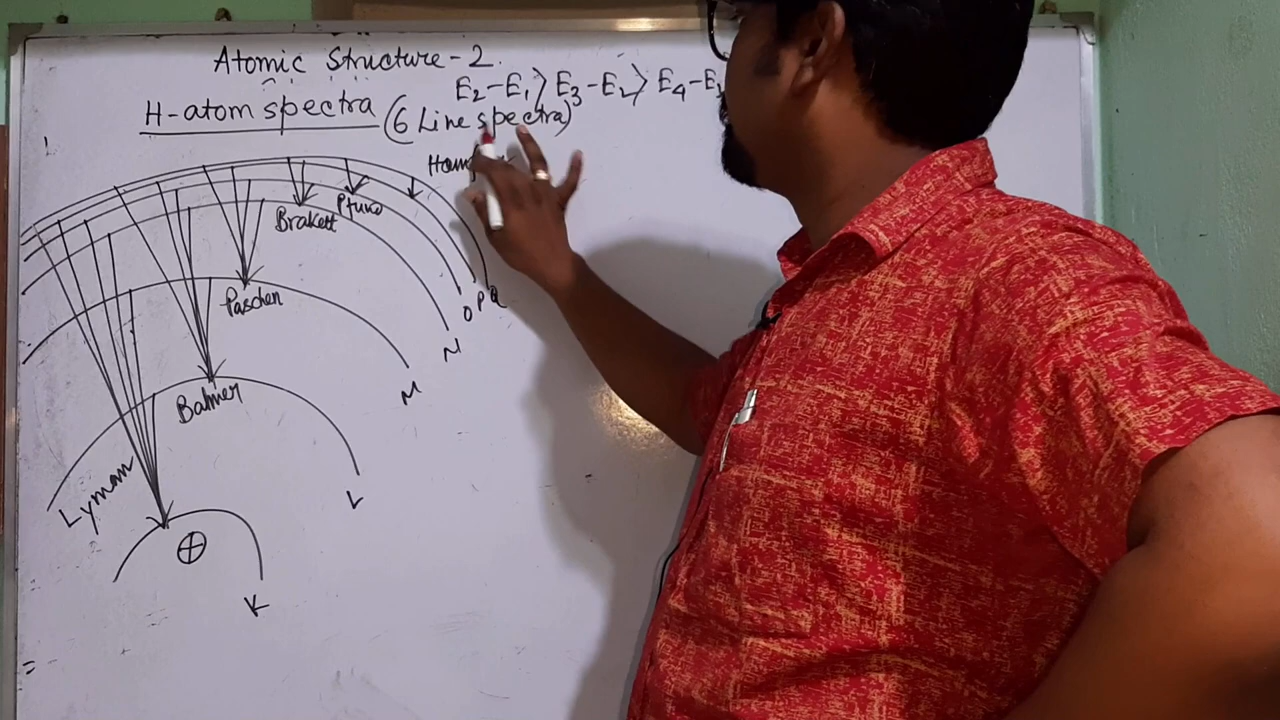 Atomic Structure-2.
E₂-E₁ > E₃-E₂ > E₄-E₃
H-atom spectra (6 Line spectra)
Brakett
Pfund
Paschen
O P Q
N
M
Balmer
Lyman
L
K